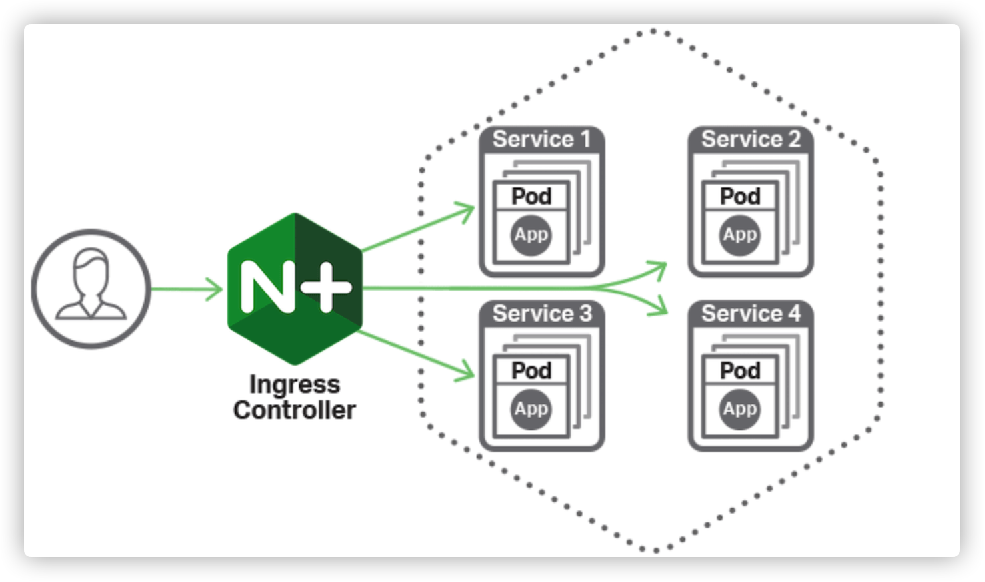 N+
Ingress
Controller
Service 1
Pod
App
Service 2
Pod
App
Service 3
Pod
App
Service 4
Pod
App